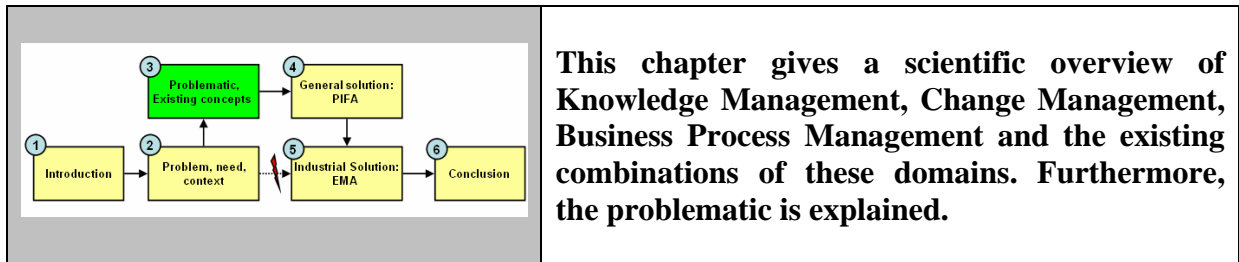 3
Problematic,
Existing concepts
4
General solution:
PIFA
1
Introduction
2
Problem, need,
context
5
Industrial Solution:
EMA
6
Conclusion
This chapter gives a scientific overview of
Knowledge Management, Change Management,
Business Process Management and the existing
combinations of these domains. Furthermore,
the problematic is explained.